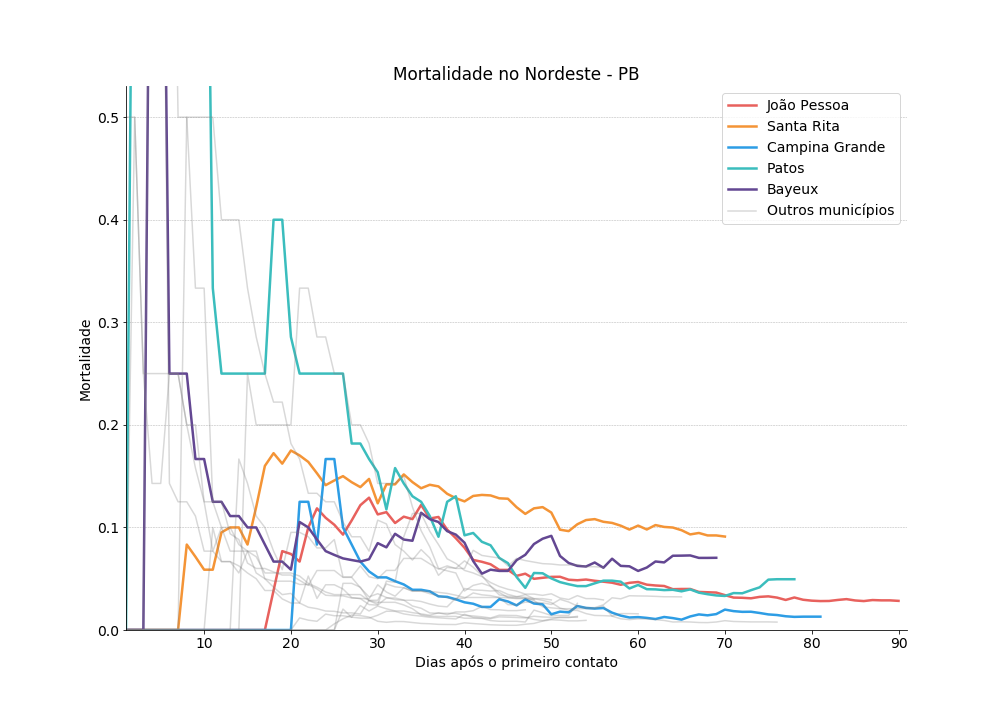 Mortalidade no Nordeste - PB
João Pessoa
Santa Rita
Campina Grande
Patos
Bayeux
Outros municípios
Mortalidade
0.5
0.4
0.3
0.2
0.1
0.0
10 20 30 40 50 60 70 80 90
Dias após o primeiro contato